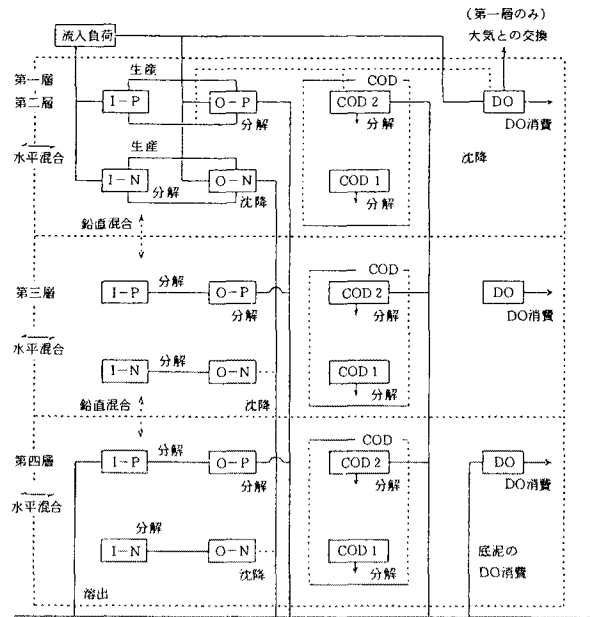 (第一層のみ)
流入負荷
大気との交換
生産
COD
第一層
第二層
I-P
O-P
COD 2
DO
分解
分解
DO消費
水平混合
生産
沈降
I-N
O-N
COD 1
分解
沈降
分解
鉛直混合
COD
第三層
I-P
分解
O-P
COD 2
DO
分解
分解
DO消費
水平混合
I-N
分解
O-N
COD 1
沈降
分解
鉛直混合
COD
第四層
I-P
分解
O-P
COD 2
DO
分解
分解
DO消費
水平混合
分解
I-N
O-N
COD 1
底泥の
DO消費
沈降
分解
溶出